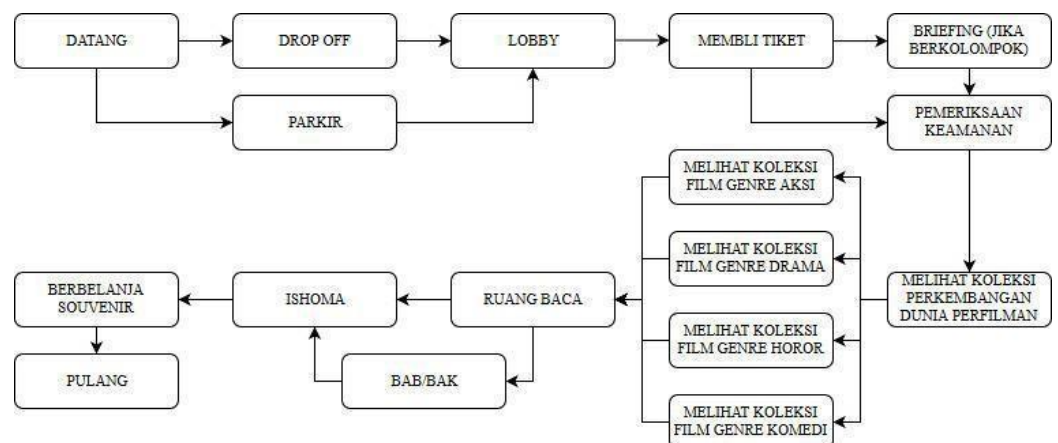 DATANG
DROP OFF
LOBBY
MEMBLI TIKET
BRIEFING (JIKA
BERKOLOMPOK)
PARKIR
PEMERIKSAAN
KEAMANAN
MELIHAT KOLEKSI
FILM GENRE AKSI
MELIHAT KOLEKSI
FILM GENRE DRAMA
MELIHAT KOLEKSI
PERKEMBANGAN
DUNIA PERFILMAN
MELIHAT KOLEKSI
FILM GENRE HOROR
MELIHAT KOLEKSI
FILM GENRE KOMEDI
RUANG BACA
BAB/BAK
ISHOMA
BERBELANJA
SOUVENIR
PULANG